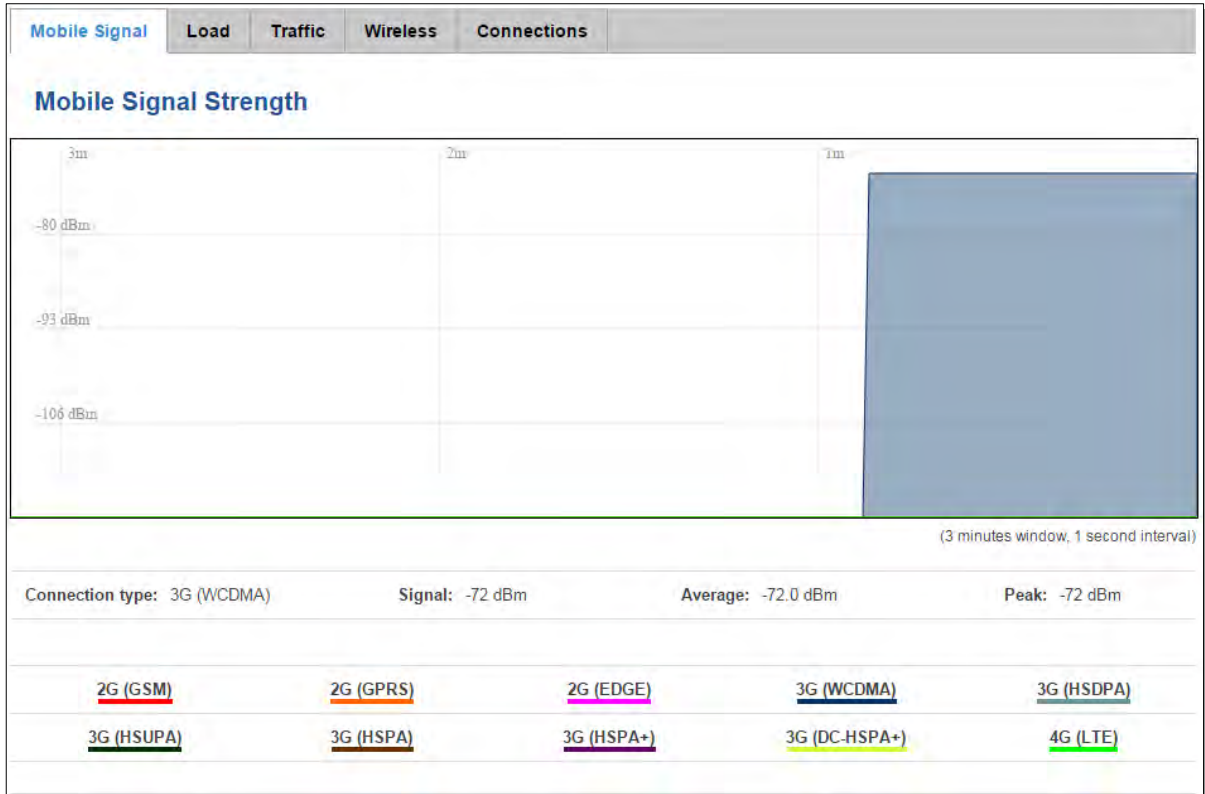 Mobile Signal Load Traffic Wireless Connections
Mobile Signal Strength
3m 2m 1m
-80 dBm
-93 dBm
-106 dBm
(3 minutes window, 1 second interval)
Connection type: 3G (WCDMA) Signal: -72 dBm Average: -72.0 dBm Peak: -72 dBm
2G (GSM) 2G (GPRS) 2G (EDGE) 3G (WCDMA) 3G (HSDPA)
3G (HSUPA) 3G (HSPA) 3G (HSPA+) 3G (DC-HSPA+) 4G (LTE)